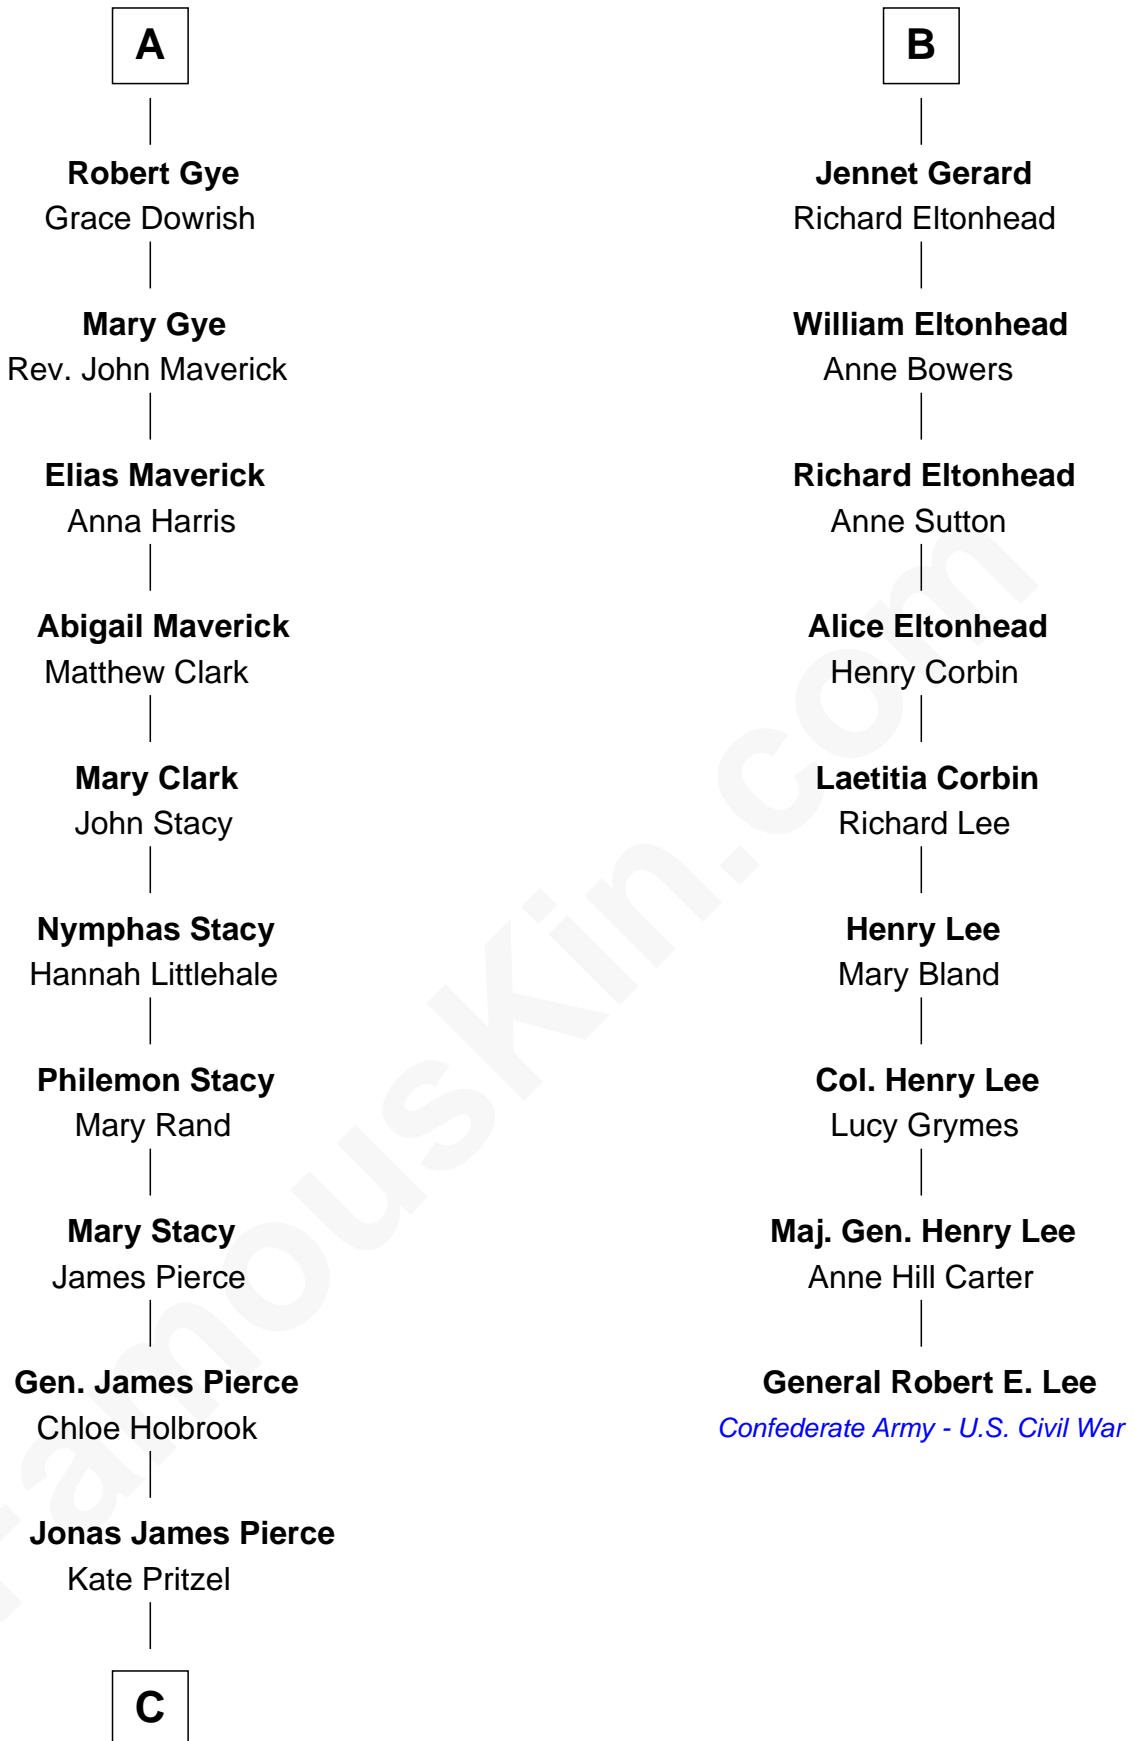 A
Robert Gye
Grace Dowrish
Mary Gye
Rev. John Maverick
Elias Maverick
Anna Harris
Abigail Maverick
Matthew Clark
Mary Clark
John Stacy
Nymphas Stacy
Hannah Littlehale
Philemon Stacy
Mary Rand
Mary Stacy
James Pierce
Gen. James Pierce
Chloe Holbrook
Jonas James Pierce
Kate Pritzel
C
B
Jennet Gerard
Richard Eltonhead
William Eltonhead
Anne Bowers
Richard Eltonhead
Anne Sutton
Alice Eltonhead
Henry Corbin
Laetitia Corbin
Richard Lee
Henry Lee
Mary Bland
Col. Henry Lee
Lucy Grymes
Maj. Gen. Henry Lee
Anne Hill Carter
General Robert E. Lee
Confederate Army - U.S. Civil War
FamousKin.com